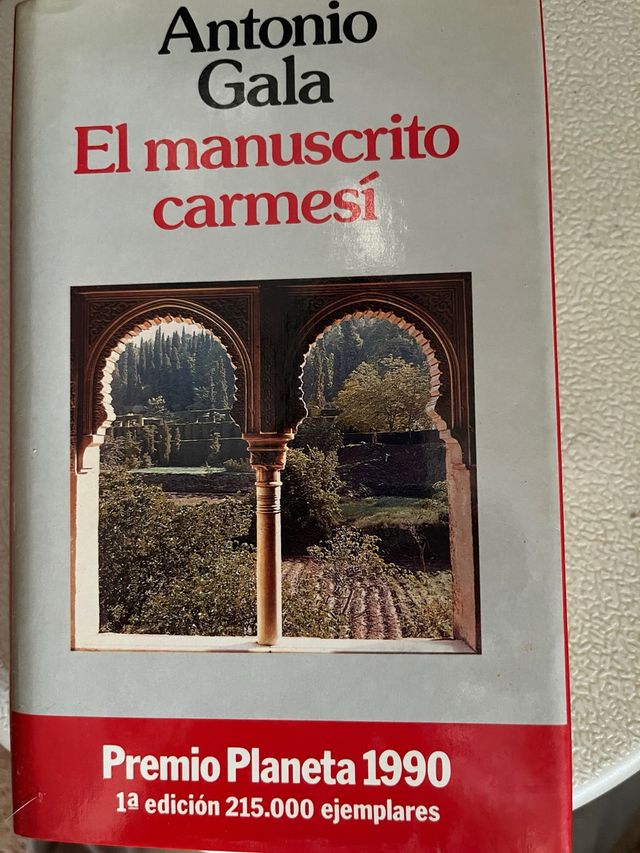 Antonio
Gala
El manuscrito
carmesí
Premio Planeta 1990
1ª edición 215.000 ejemplares